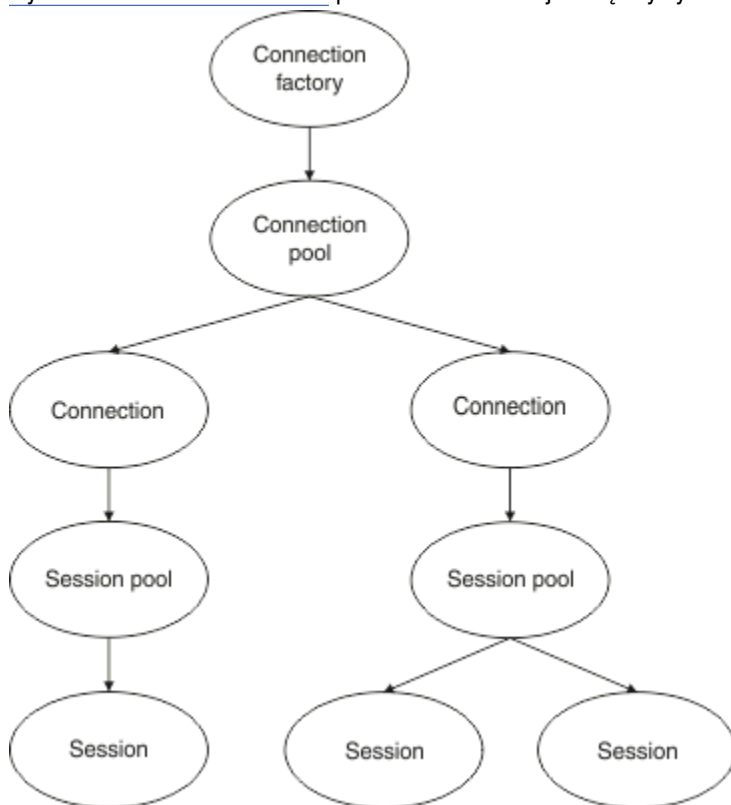 Connection
factory
Connection
pool
Connection
Connection
Session pool
Session pool
Session
Session
Session